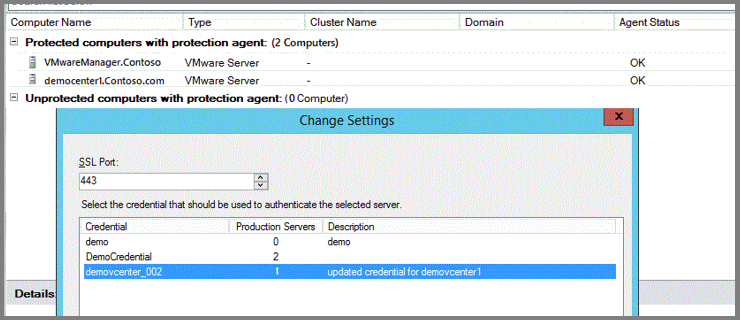 Computer Name Type Cluster Name Domain Agent Status
Protected computers with protection agent: (2 Computers)
VMwareManager.Contoso VMware Server - OK
democenter1.Contoso.com VMware Server - OK
Unprotected computers with protection agent: (0 Computer)
Change Settings
x
SSL Port:
443
Select the credential that should be used to authenticate the selected server.
Credential Production Servers Description
demo 0 demo
DemoCredential 2
demovcenter_002 1 updated credential for demovcenter1
Details: